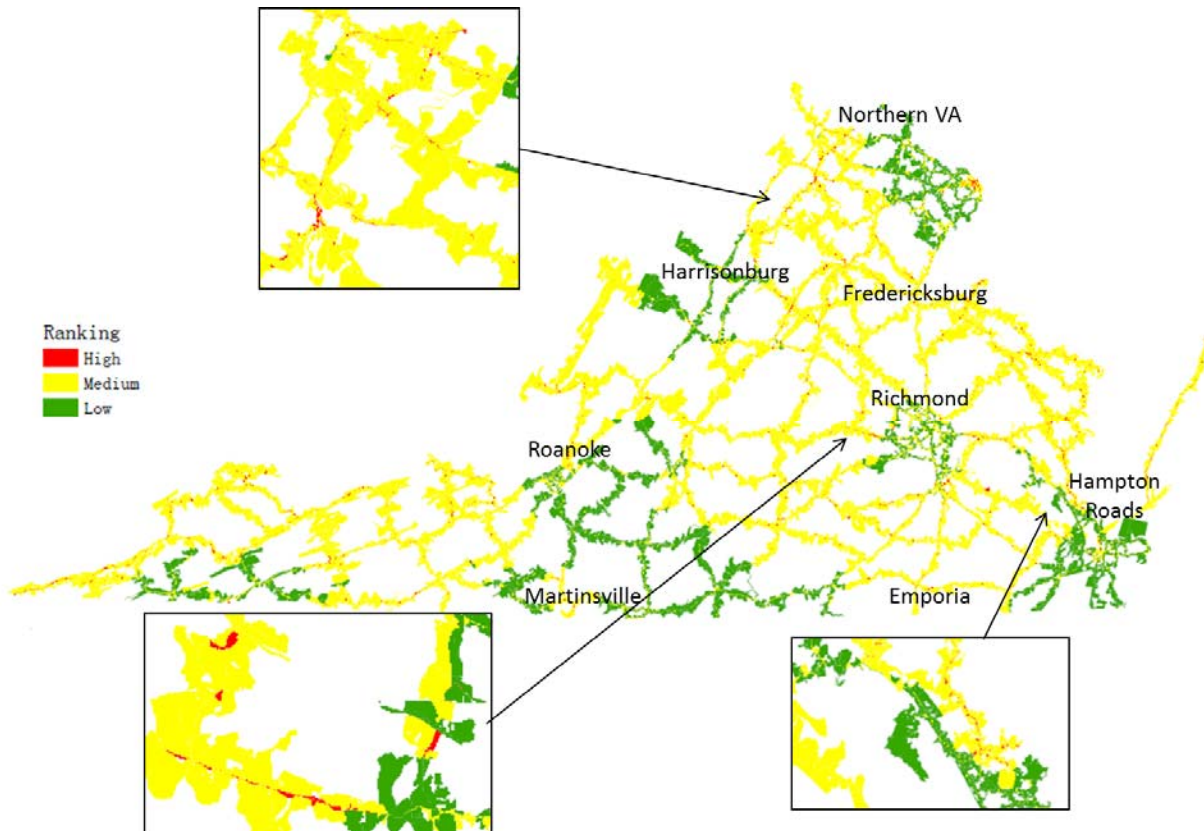 Northern VA
Harrisonburg
Fredericksburg
Ranking
High
Medium
Low
Richmond
Roanoke
Hampton
Roads
Martinsville
Emporia